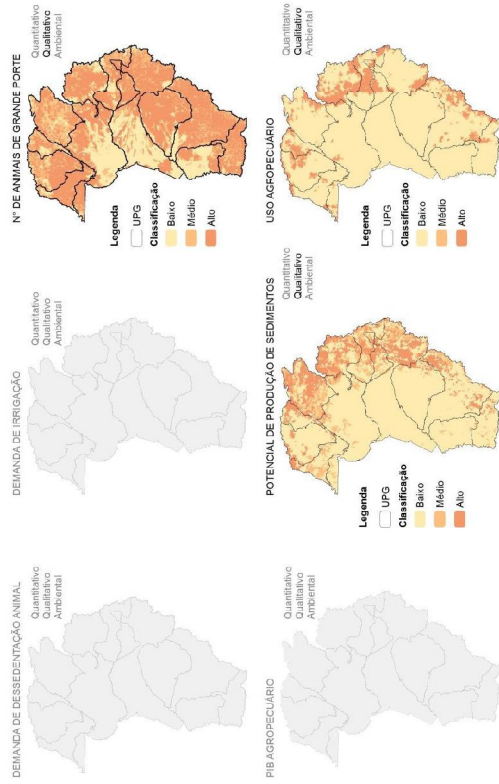 DEMANDA DE DESSEDENTAÇÃO ANIMAL
Quantitativo
Qualitativo
Ambiental
DEMANDA DE IRRIGAÇÃO
Quantitativo
Qualitativo
Ambiental
Nº DE ANIMAIS DE GRANDE PORTE
Quantitativo
Qualitativo
Ambiental
Legenda
UPG
Classificação
Baixo
Médio
Alto
PIB AGROPECUÁRIO
Quantitativo
Qualitativo
Ambiental
POTENCIAL DE PRODUÇÃO DE SEDIMENTOS
Quantitativo
Qualitativo
Ambiental
Legenda
UPG
Classificação
Baixo
Médio
Alto
USO AGROPECUÁRIO
Quantitativo
Qualitativo
Ambiental
Legenda
UPG
Classificação
Baixo
Médio
Alto